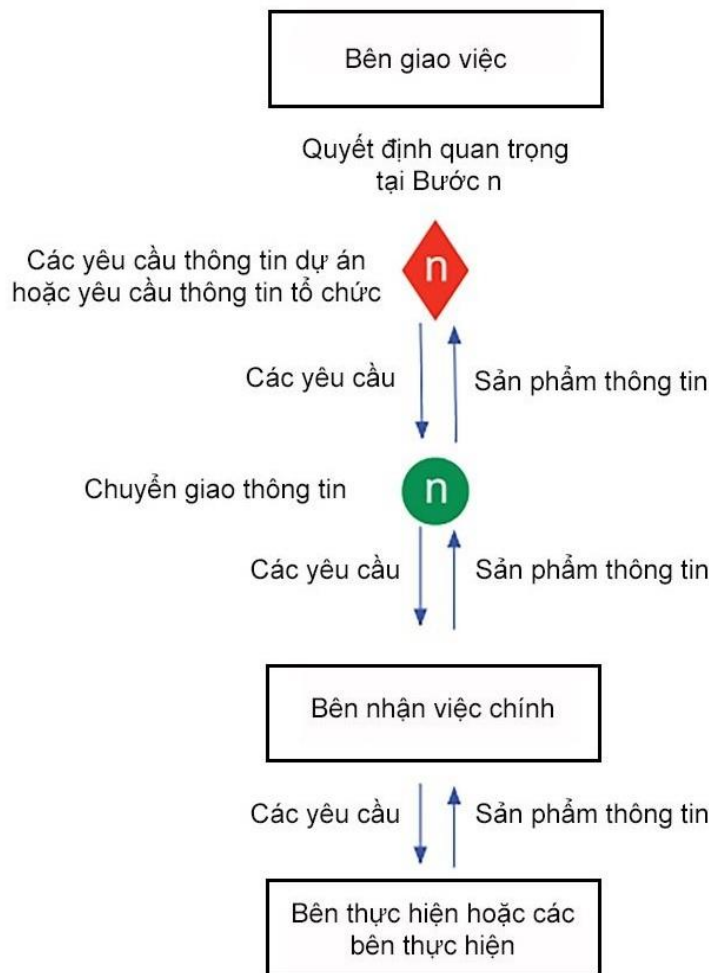 Bên giao việc
Quyết định quan trọng
tại Bước n
Các yêu cầu thông tin dự án
hoặc yêu cầu thông tin tổ chức
n
Các yêu cầu
Sản phẩm thông tin
Chuyển giao thông tin
n
Các yêu cầu
Sản phẩm thông tin
Bên nhận việc chính
Các yêu cầu
Sản phẩm thông tin
Bên thực hiện hoặc các
bên thực hiện